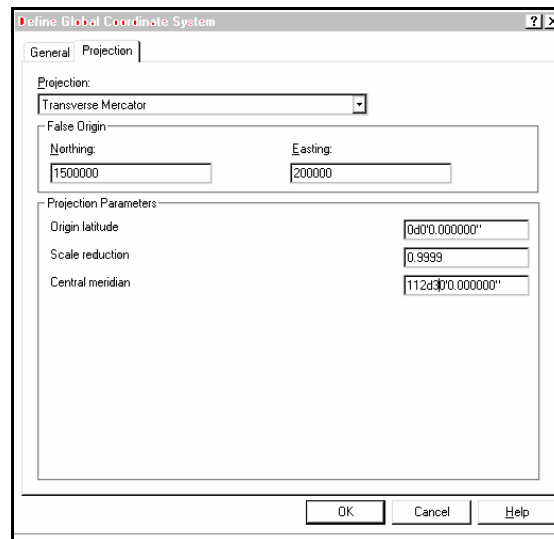 Define Global Coordinate System
General Projection
Projection:
Transverse Mercator
False Origin
Northing: Easting:
1500000 200000
Projection Parameters
Origin latitude 0d0'0.000000"
Scale reduction 0.9999
Central meridian 112d30'0.000000"
OK Cancel Help